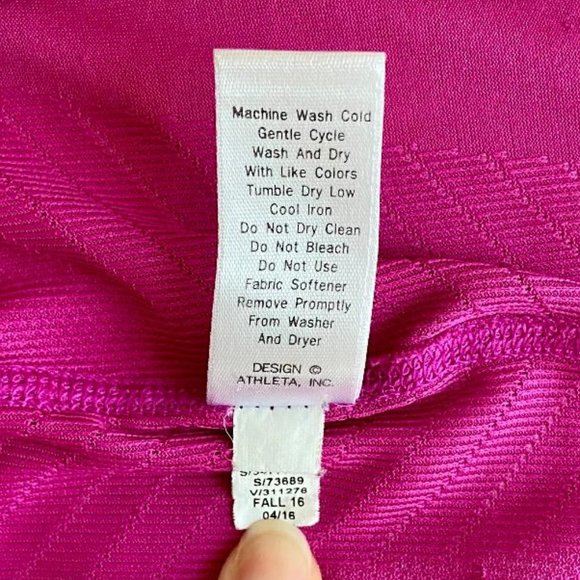 Machine Wash Cold
Gentle Cycle
Wash And Dry
With Like Colors
Tumble Dry Low
Cool Iron
Do Not Dry Clean
Do Not Bleach
Do Not Use
Fabric Softener
Remove Promptly
From Washer
And Dryer
DESIGN ©
ATHLETA, INC.
S/73689
V/311276
FALL 16
04/16